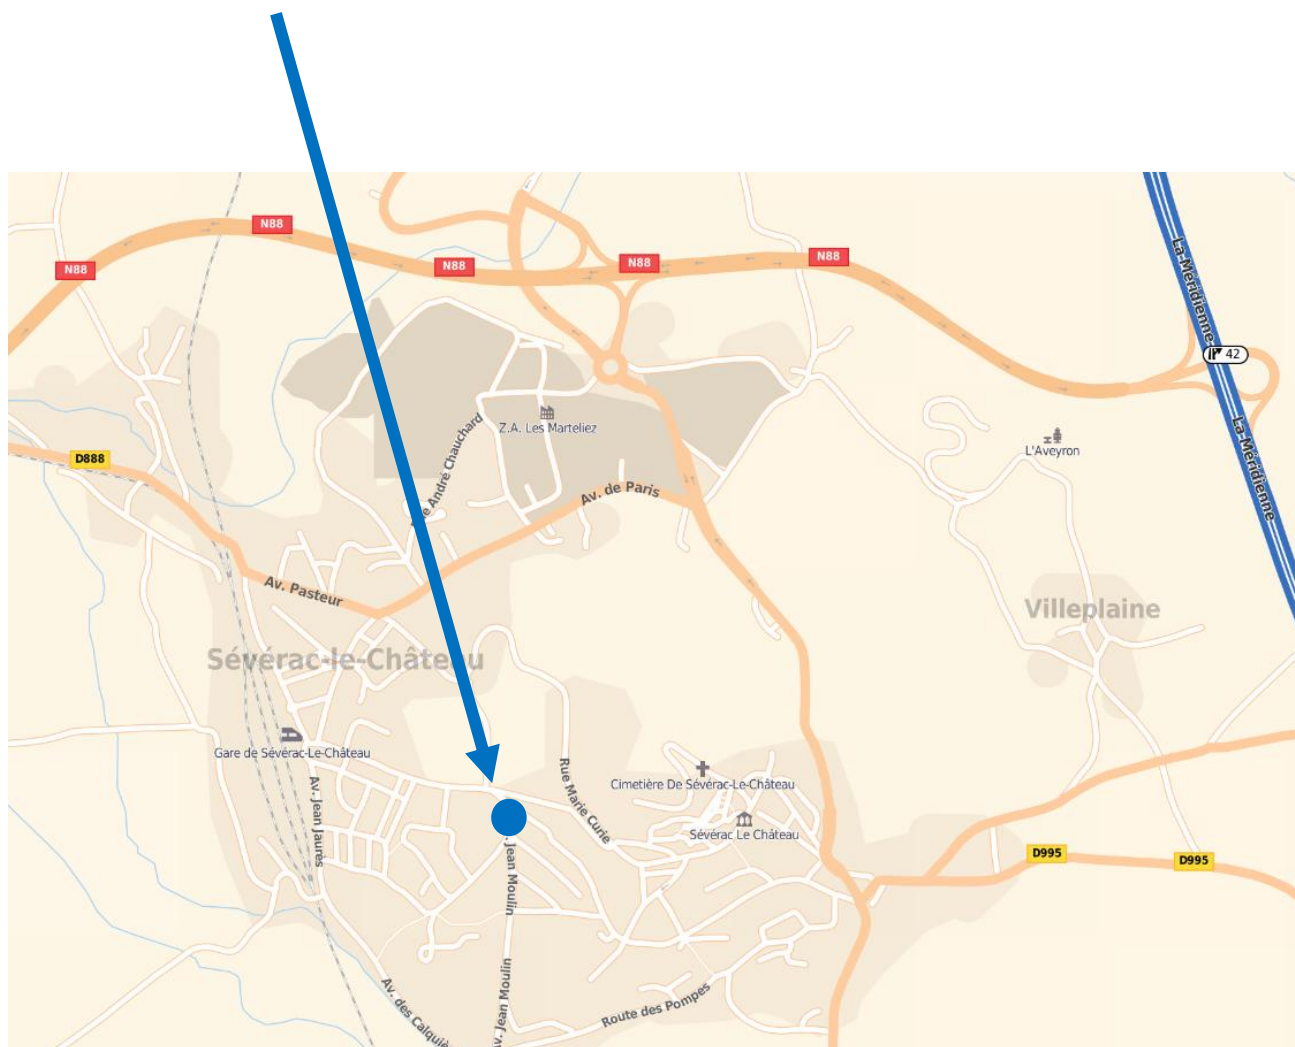 N88
N88
N88
N88
N88
La Méridienne
42
La Méridienne
Z.A. Les Marteliez
L'Aveyron
D888
André Chauchard
Av. de Paris
Av. Pasteur
Villeplaine
Sévérac-le-Château
Gare de Sévérac-Le-Château
Rue Marie Curie
Cimetière De Sévérac-Le-Château
Av. Jean Jaurès
Sévérac Le Château
Jean Moulin
D995
D995
Av. Jean Moulin
Av. des Calquiè
Route des Pompes